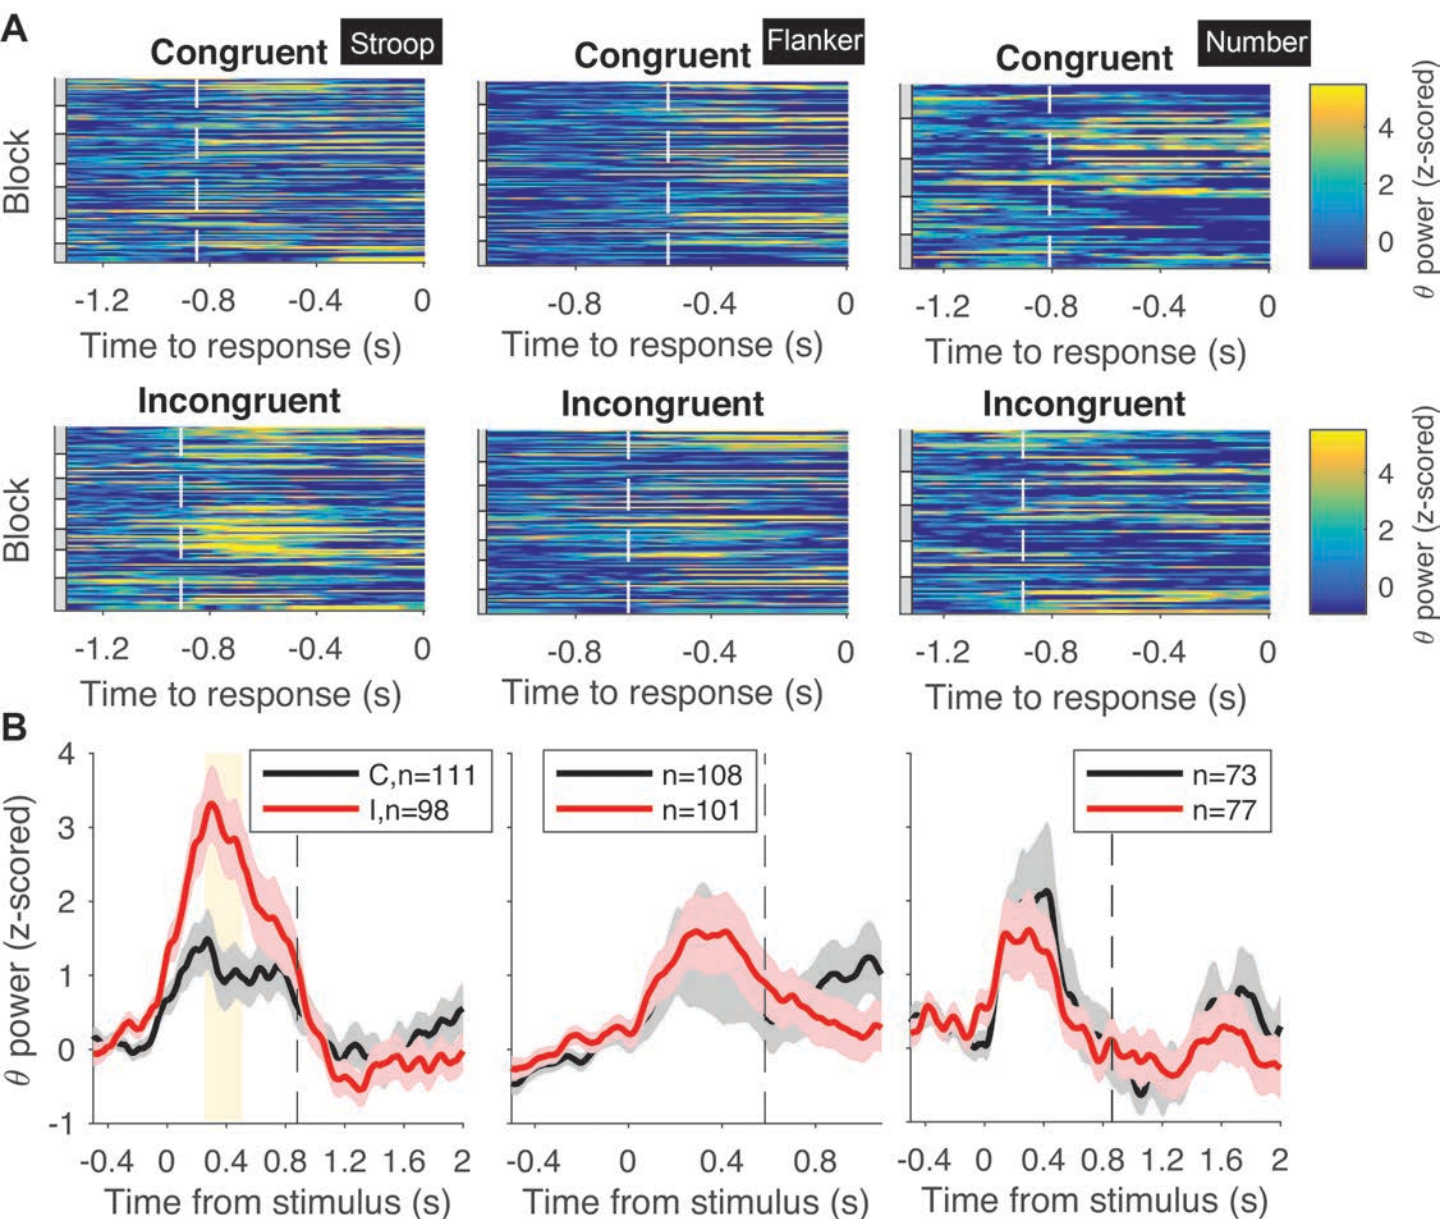 A
Congruent Stroop
Congruent Flanker
Congruent Number
Block
-1.2 -0.8 -0.4 0
Time to response (s)
-0.8 -0.4 0
Time to response (s)
-1.2 -0.8 -0.4 0
Time to response (s)
4
2
0
θ power (z-scored)
Incongruent
Incongruent
Incongruent
Block
-1.2 -0.8 -0.4 0
Time to response (s)
-0.8 -0.4 0
Time to response (s)
-1.2 -0.8 -0.4 0
Time to response (s)
4
2
0
θ power (z-scored)
B
θ power (z-scored)
4
3
2
1
0
-1
C,n=111
I,n=98
-0.4 0 0.4 0.8 1.2 1.6 2
Time from stimulus (s)
n=108
n=101
-0.4 0 0.4 0.8
Time from stimulus (s)
n=73
n=77
-0.4 0 0.4 0.8 1.2 1.6 2
Time from stimulus (s)